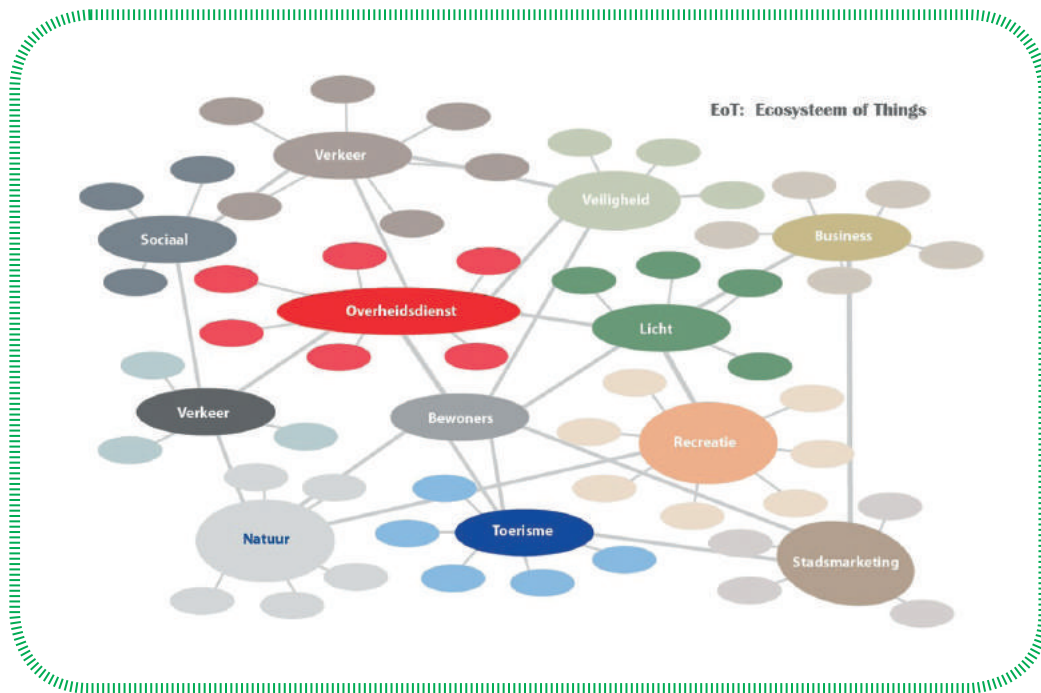 EoT: Ecosysteem of Things
Verkeer
Veiligheid
Sociaal
Business
Overheidsdienst
Licht
Verkeer
Bewoners
Recreatie
Natuur
Toerisme
Stadsmarketing